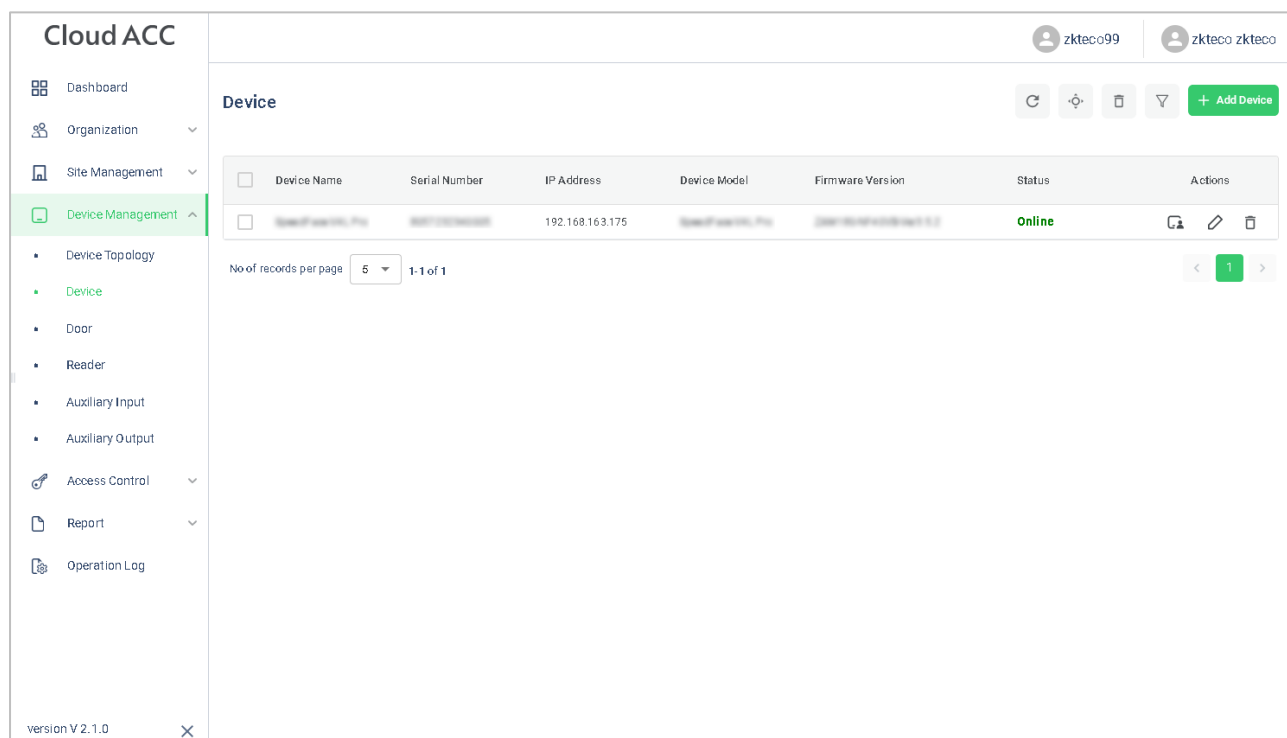 Cloud ACC
zkteco99
zkteco zkteco
Dashboard
Organization
Site Management
Device Management
Device Topology
Device
Door
Reader
Auxiliary Input
Auxiliary Output
Access Control
Report
Operation Log
version V 2.1.0
Device
+ Add Device
Device Name Serial Number IP Address Device Model Firmware Version Status Actions
192.168.163.175 Online
No of records per page 5 1-1 of 1
< 1 >